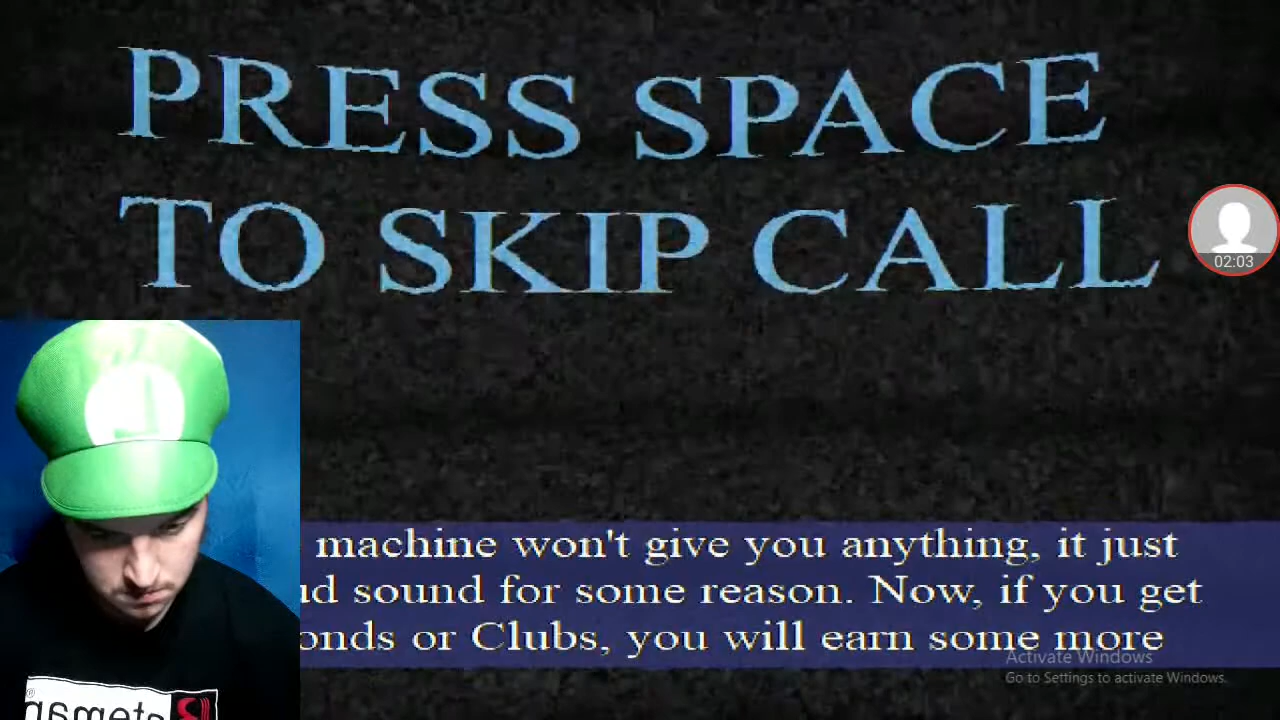 PRESS SPACE
TO SKIP CALL
02:03
machine won't give you anything, it just
sound for some reason. Now, if you get
or Clubs, you will earn some more
Activate Windows
Go to Settings to activate Windows.